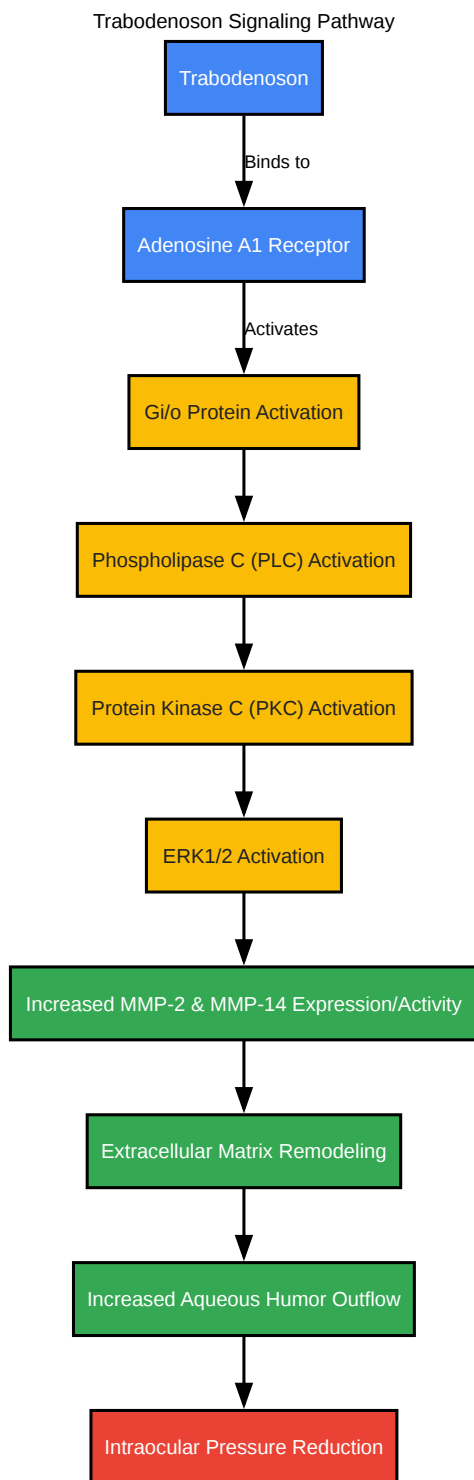 Trabodenoson Signaling Pathway
Trabodenoson
Binds to
Adenosine A1 Receptor
Activates
Gi/o Protein Activation
Phospholipase C (PLC) Activation
Protein Kinase C (PKC) Activation
ERK1/2 Activation
Increased MMP-2 & MMP-14 Expression/Activity
Extracellular Matrix Remodeling
Increased Aqueous Humor Outflow
Intraocular Pressure Reduction